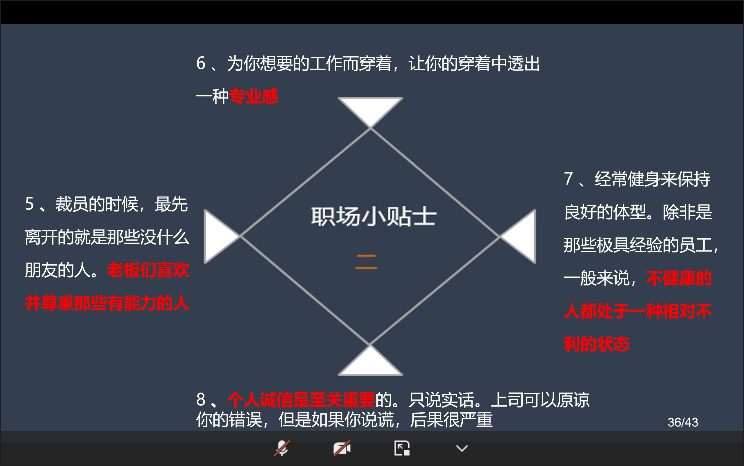 6 、为你想要的工作而穿着，让你的穿着中透出
一种专业感
5 、裁员的时候，最先
离开的就是那些没什么
朋友的人。老板们喜欢
并尊重那些有能力的人
职场小贴士
二
7 、经常健身来保持
良好的体型。除非是
那些极具经验的员工，
一般来说，不健康的
人都处于一种相对不
利的状态
8 、个人诚信是至关重要的。只说实话。上司可以原谅
你的错误，但是如果你说谎，后果很严重
36/43